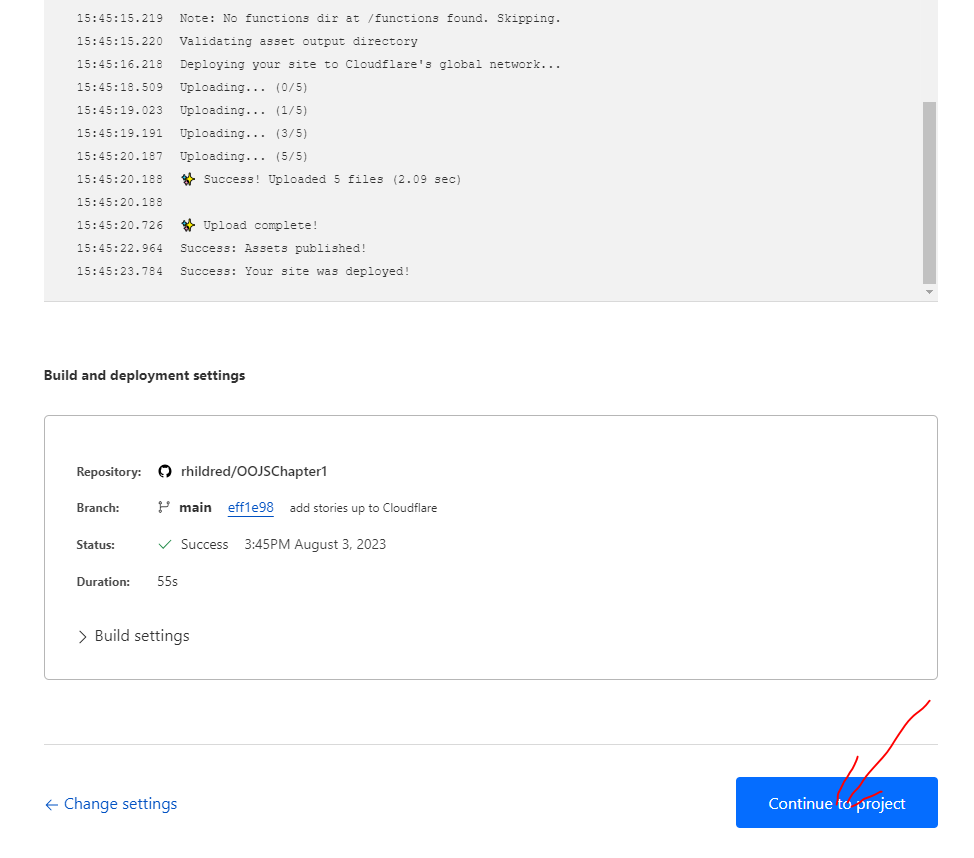 15:45:15.219 Note: No functions dir at /functions found. Skipping.
15:45:15.220 Validating asset output directory
15:45:16.218 Deploying your site to Cloudflare's global network...
15:45:18.509 Uploading... (0/5)
15:45:19.023 Uploading... (1/5)
15:45:19.191 Uploading... (3/5)
15:45:20.187 Uploading... (5/5)
15:45:20.188 ✨ Success! Uploaded 5 files (2.09 sec)
15:45:20.188
15:45:20.726 ✨ Upload complete!
15:45:22.964 Success: Assets published!
15:45:23.784 Success: Your site was deployed!
Build and deployment settings
Repository: rhildred/OOJSChapter1
Branch: main eff1e98 add stories up to Cloudflare
Status: Success 3:45PM August 3, 2023
Duration: 55s
Build settings
← Change settings
Continue to project